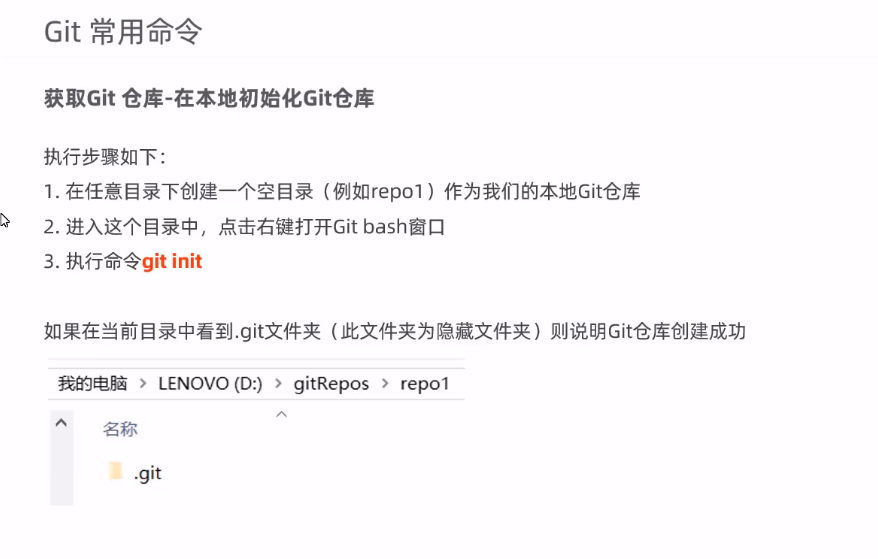 Git 常用命令
获取Git 仓库-在本地初始化Git仓库
执行步骤如下：
1. 在任意目录下创建一个空目录（例如repo1）作为我们的本地Git仓库
2. 进入这个目录中，点击右键打开Git bash窗口
3. 执行命令git init
如果在当前目录中看到.git文件夹（此文件夹为隐藏文件夹）则说明Git仓库创建成功
我的电脑 > LENOVO (D:) > gitRepos > repo1
名称
.git